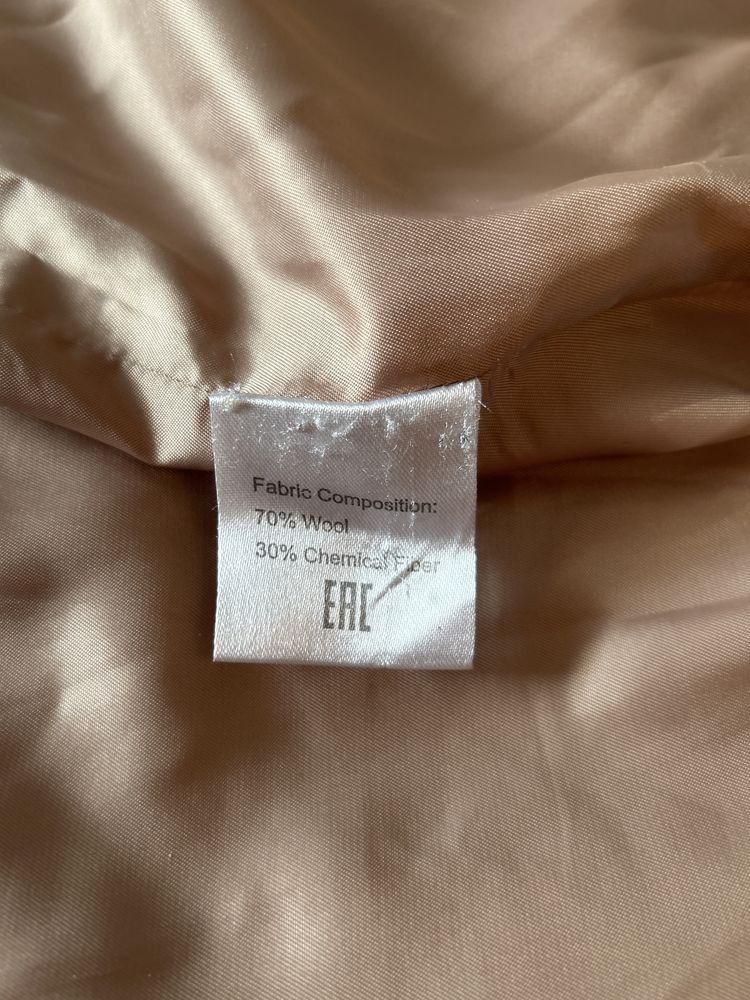 Fabric Composition:
70% Wool
30% Chemical Fiber
EAC